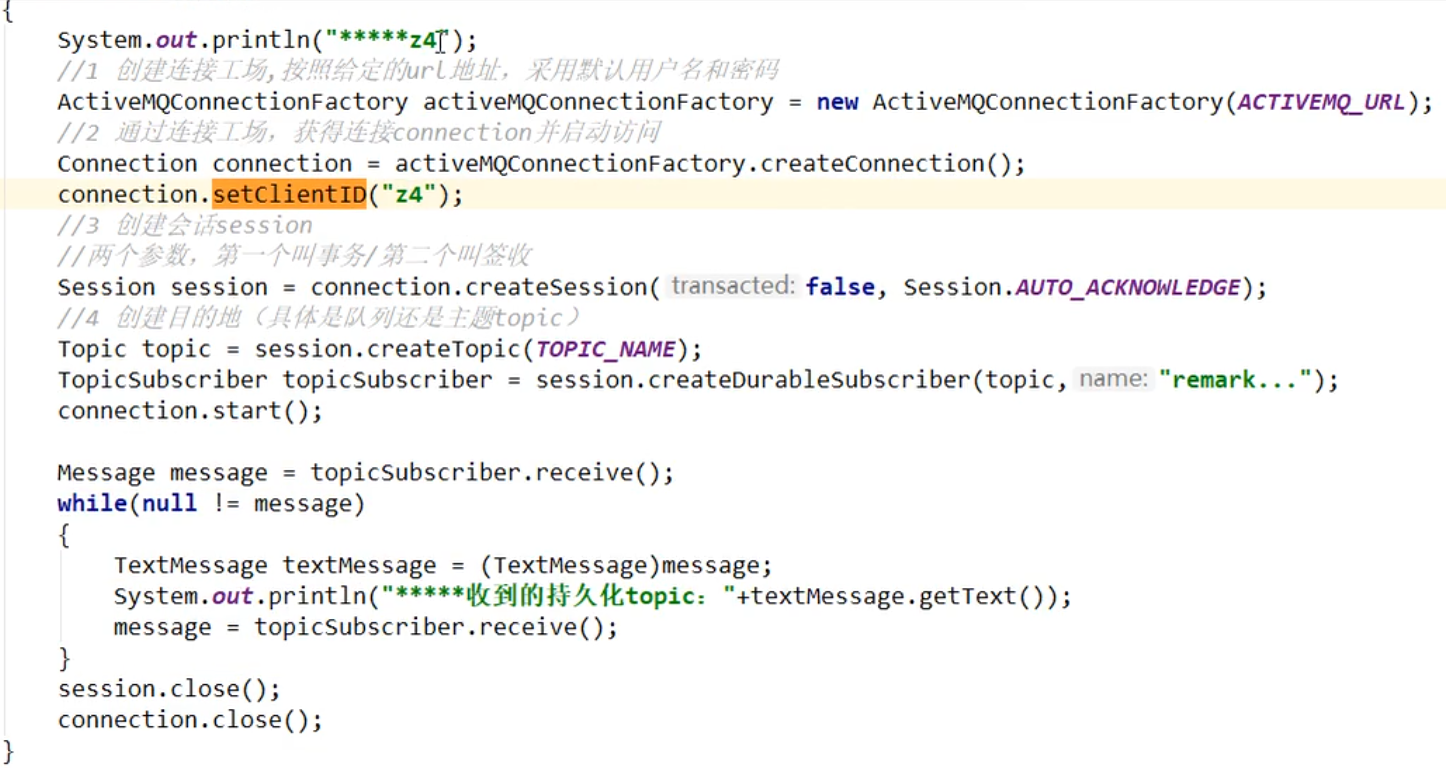 {
System.out.println("*****z4");
//1 创建连接工场,按照给定的url地址，采用默认用户名和密码
ActiveMQConnectionFactory activeMQConnectionFactory = new ActiveMQConnectionFactory(ACTIVEMQ_URL);
//2 通过连接工场，获得连接connection并启动访问
Connection connection = activeMQConnectionFactory.createConnection();
connection.setClientID("z4");
//3 创建会话session
//两个参数，第一个叫事务/第二个叫签收
Session session = connection.createSession( transacted: false, Session.AUTO_ACKNOWLEDGE);
//4 创建目的地（具体是队列还是主题topic）
Topic topic = session.createTopic(TOPIC_NAME);
TopicSubscriber topicSubscriber = session.createDurableSubscriber(topic, name: "remark...");
connection.start();
Message message = topicSubscriber.receive();
while(null != message)
{
TextMessage textMessage = (TextMessage)message;
System.out.println("*****收到的持久化topic："+textMessage.getText());
message = topicSubscriber.receive();
}
session.close();
connection.close();
}